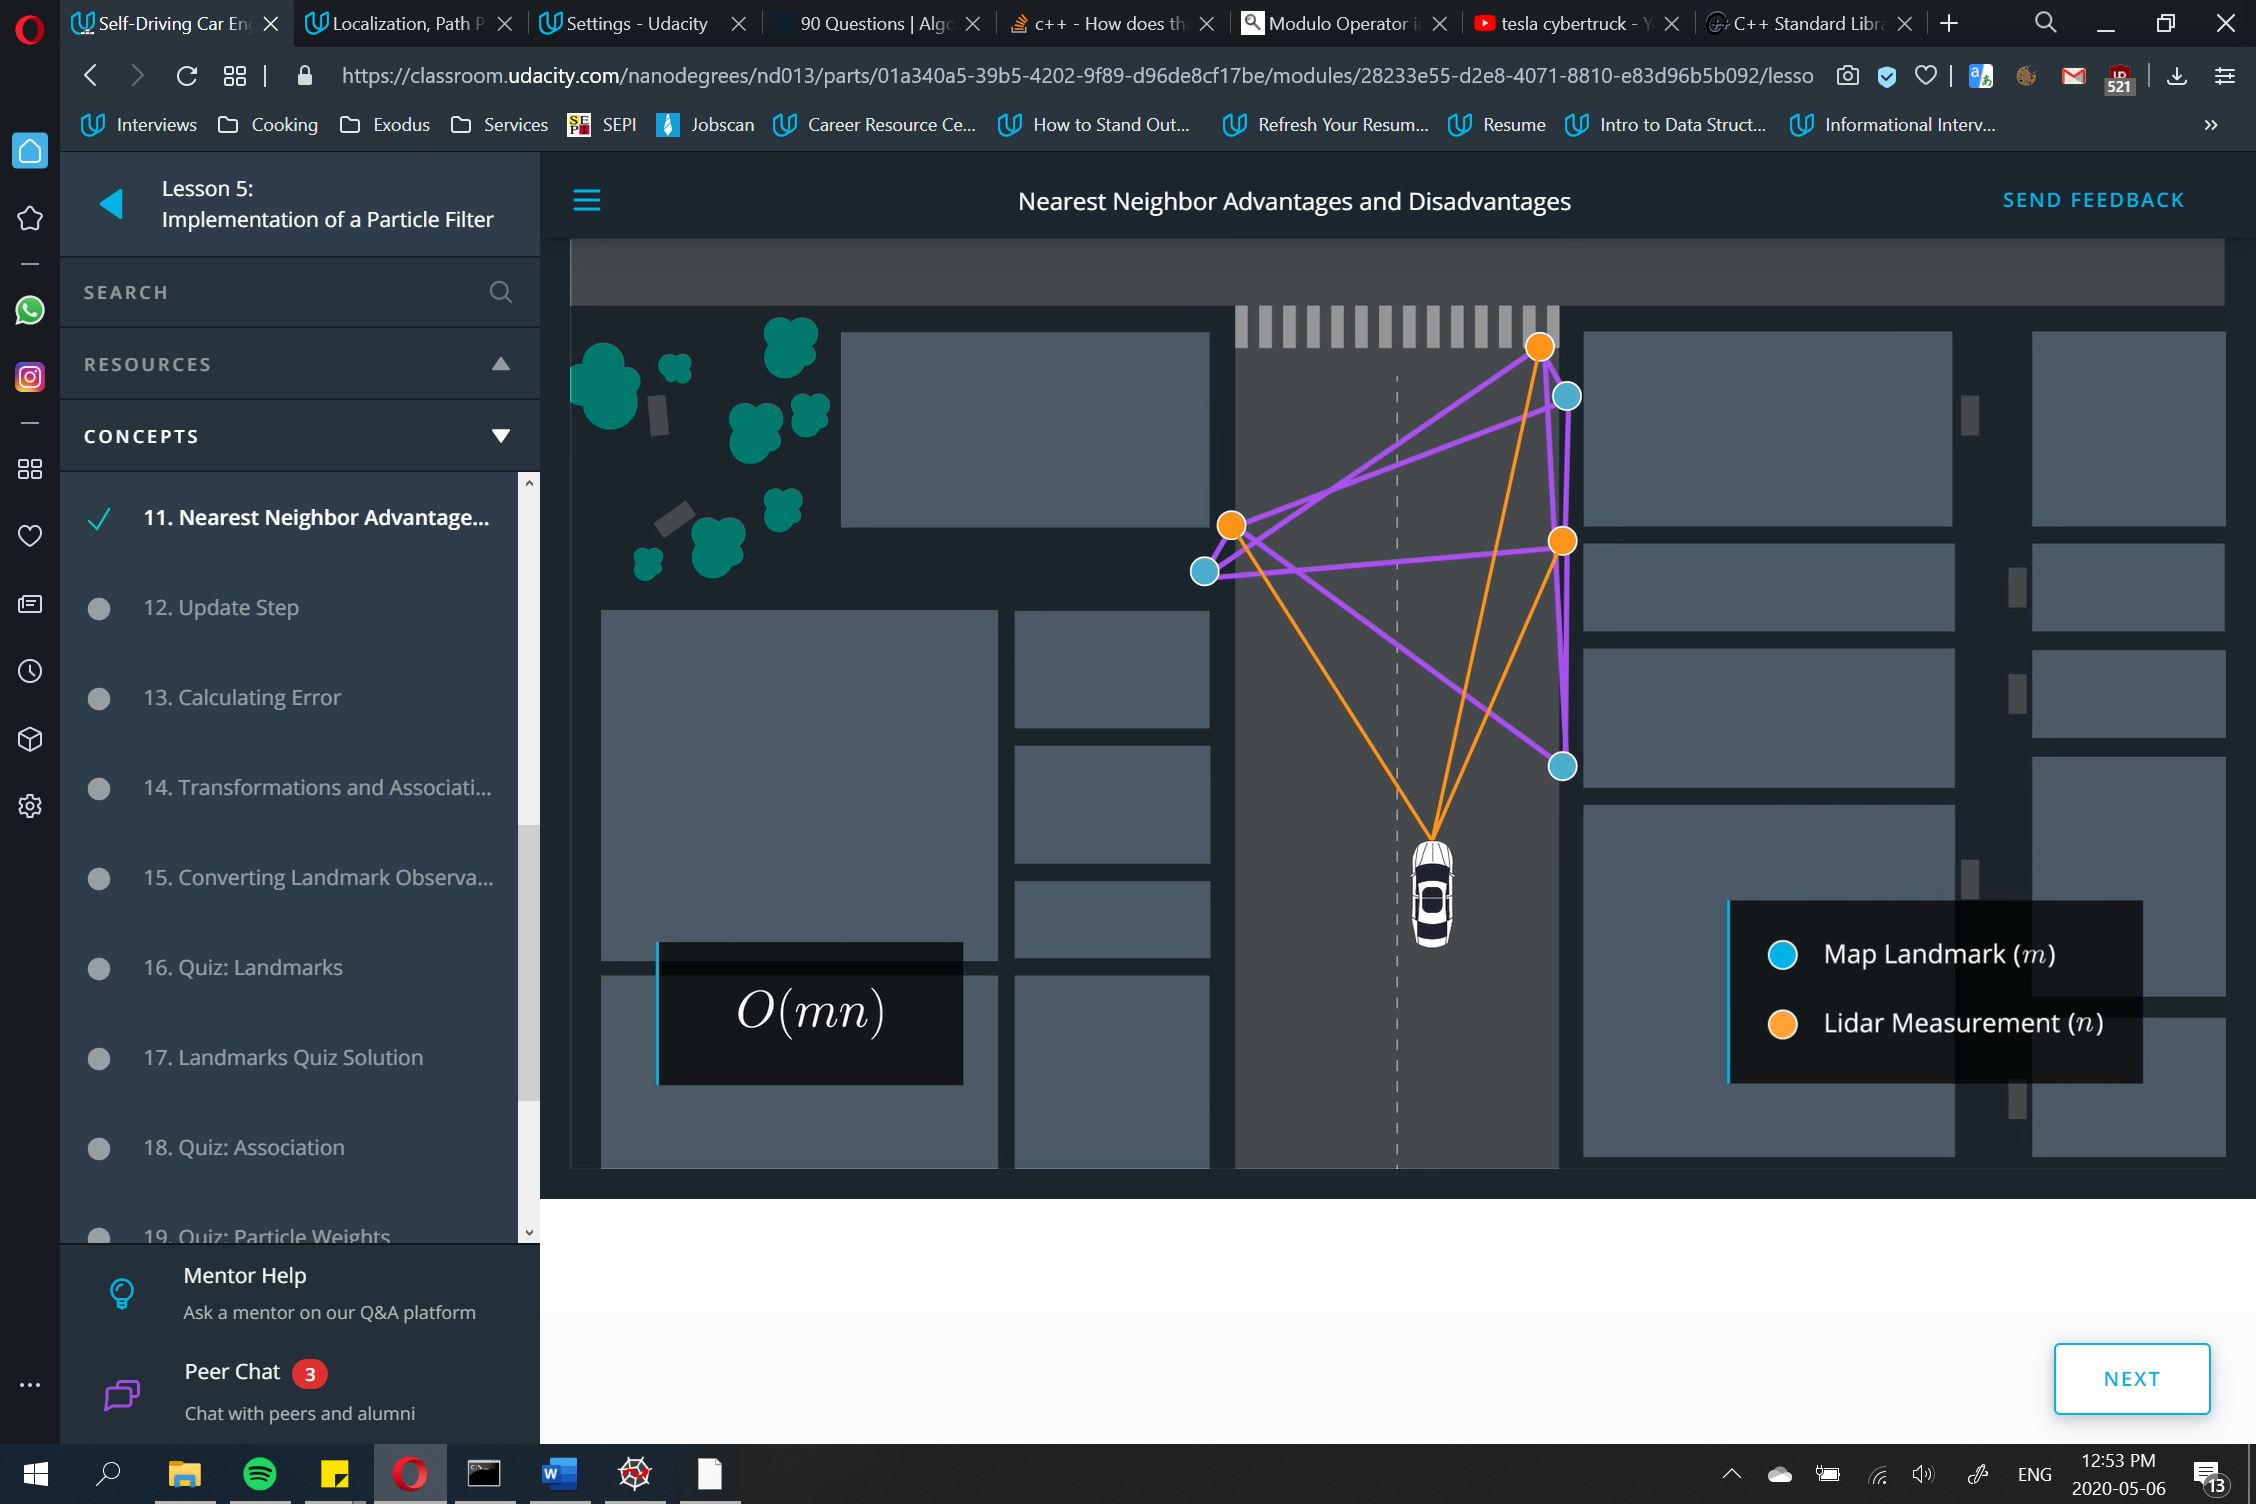 Self-Driving Car En
Localization, Path P
Settings - Udacity
90 Questions | Algo
c++ - How does th
Modulo Operator i
tesla cybertruck - Y
C++ Standard Libra
https://classroom.udacity.com/nanodegrees/nd013/parts/01a340a5-39b5-4202-9f89-d96de8cf17be/modules/28233e55-d2e8-4071-8810-e83d96b5b092/lesso
521
Interviews
Cooking
Exodus
Services
SEPI
Jobscan
Career Resource Ce...
How to Stand Out...
Refresh Your Resum...
Resume
Intro to Data Struct...
Informational Interv...
Lesson 5:
Implementation of a Particle Filter
Nearest Neighbor Advantages and Disadvantages
SEND FEEDBACK
SEARCH
RESOURCES
CONCEPTS
11. Nearest Neighbor Advantage...
12. Update Step
13. Calculating Error
14. Transformations and Associati...
15. Converting Landmark Observa...
16. Quiz: Landmarks
17. Landmarks Quiz Solution
18. Quiz: Association
19. Quiz: Particle Weights
Mentor Help
Ask a mentor on our Q&A platform
Peer Chat 3
Chat with peers and alumni
O(mn)
Map Landmark (m)
Lidar Measurement (n)
NEXT
ENG
12:53 PM
2020-05-06
13